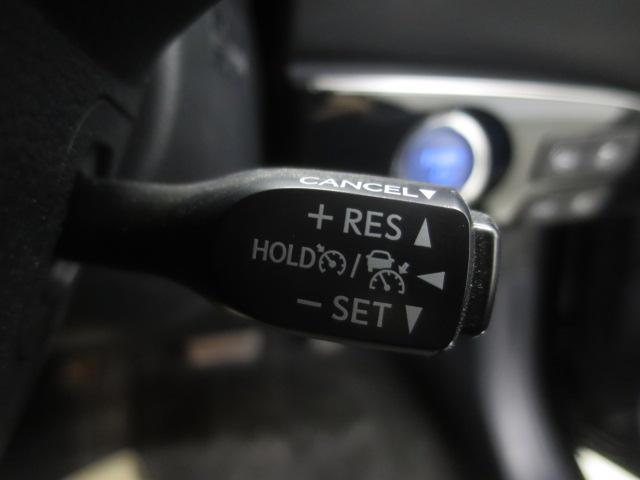 CANCEL▼
+ RES ▲
HOLD / ◀
− SET ▼